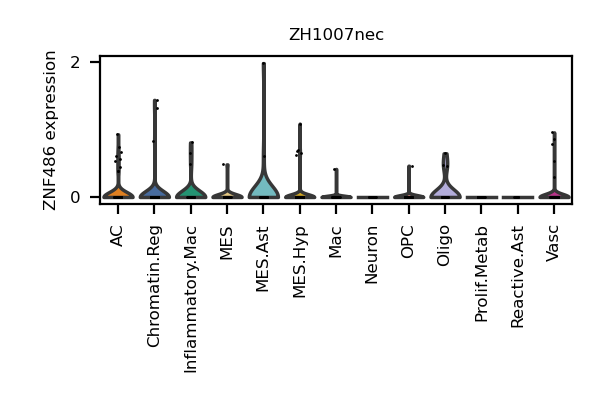 ZH1007nec
ZNF486 expression
2
0
AC
Chromatin.Reg
Inflammatory.Mac
MES
MES.Ast
MES.Hyp
Mac
Neuron
OPC
Oligo
Prolif.Metab
Reactive.Ast
Vasc